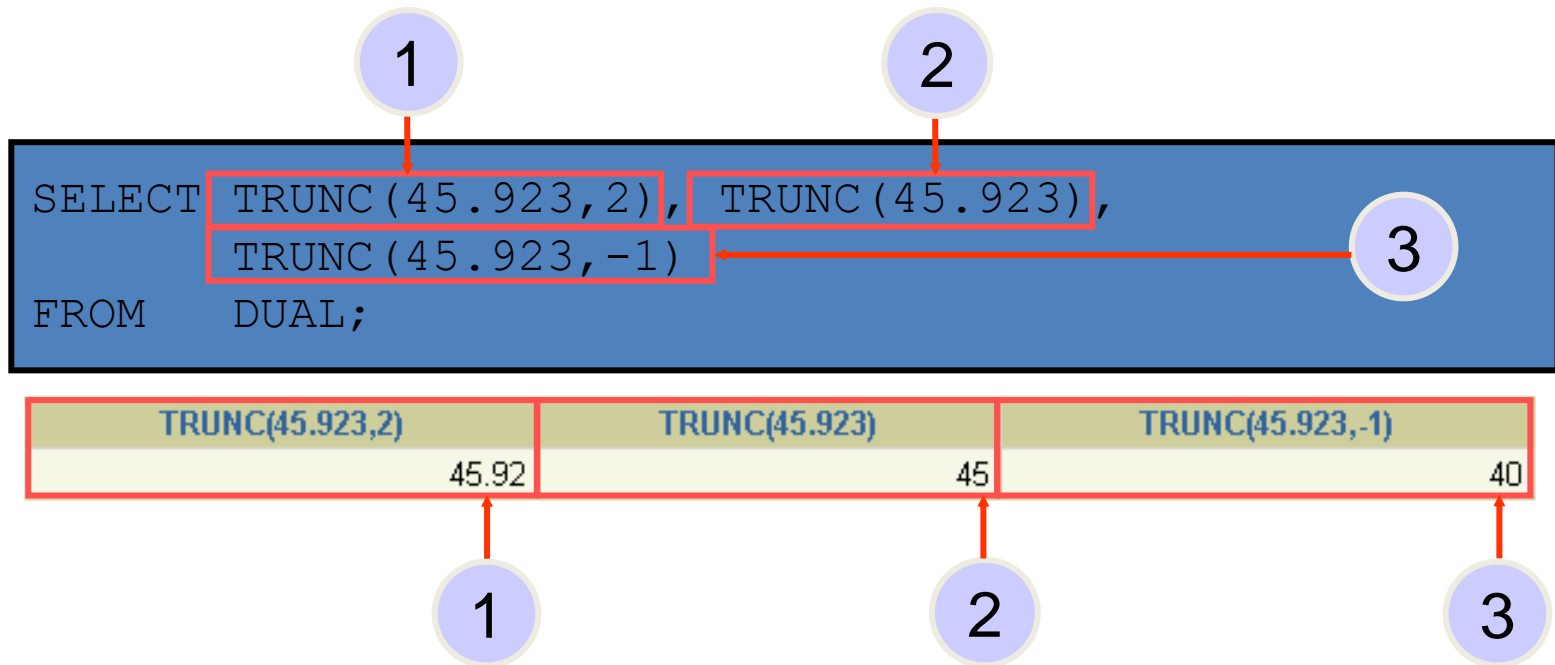 1 2
SELECT TRUNC(45.923,2), TRUNC(45.923),
TRUNC(45.923,-1)
3
FROM DUAL;
TRUNC(45.923,2) TRUNC(45.923) TRUNC(45.923,-1)
45.92 45 40
1 2 3